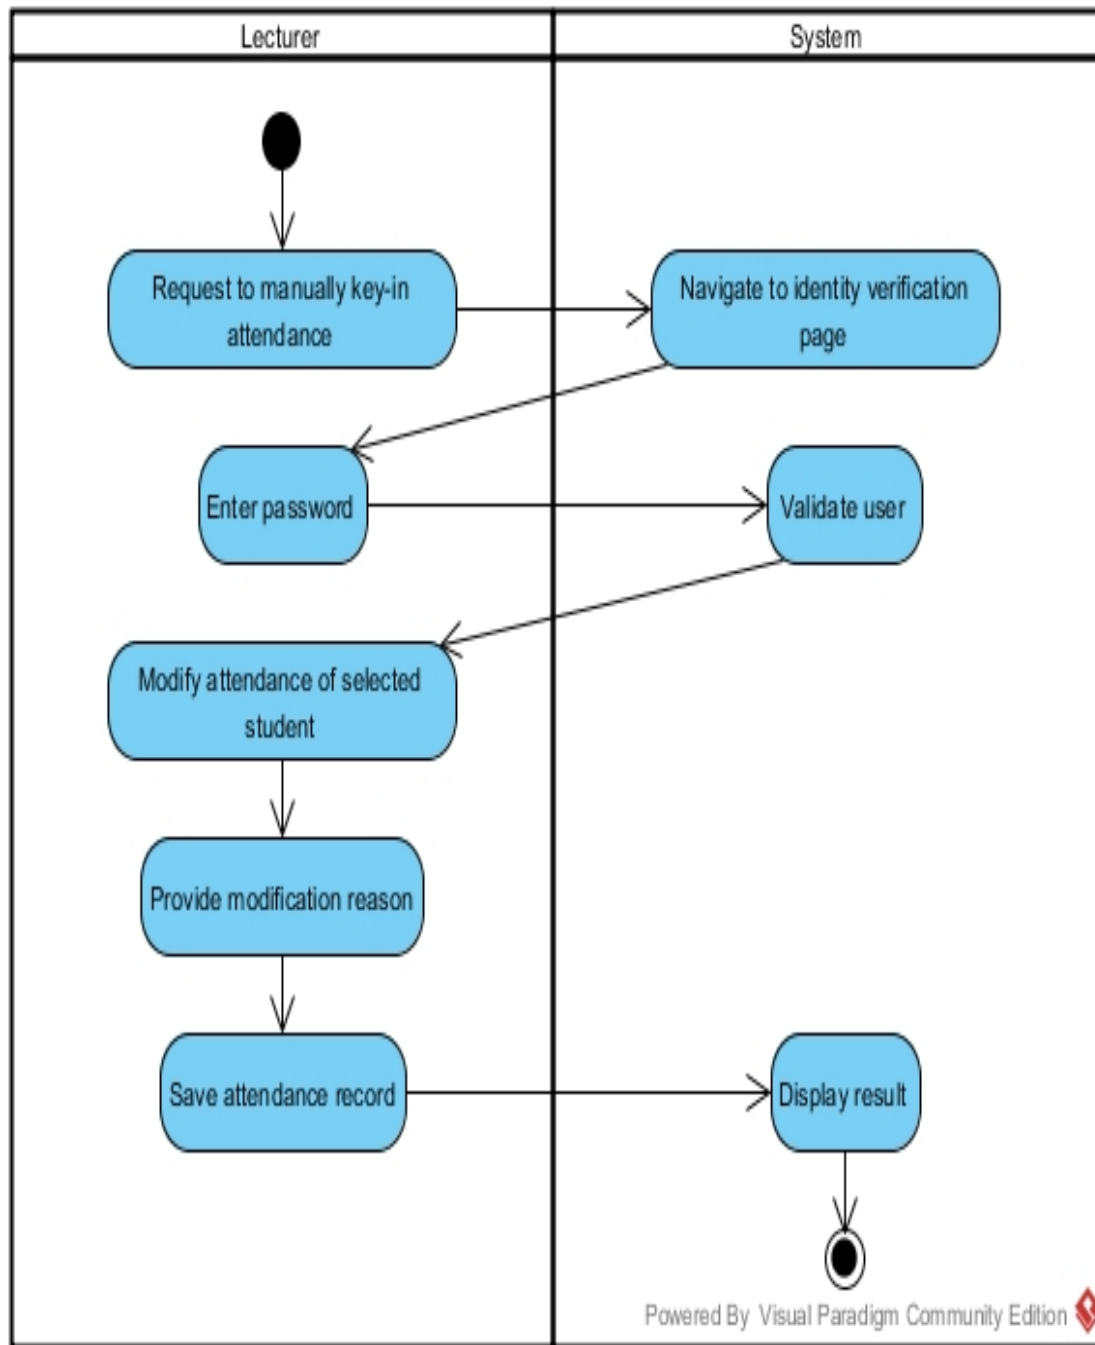 Lecturer
System
Request to manually key-in
attendance
Navigate to identity verification
page
Enter password
Validate user
Modify attendance of selected
student
Provide modification reason
Save attendance record
Display result
Powered By Visual Paradigm Community Edition